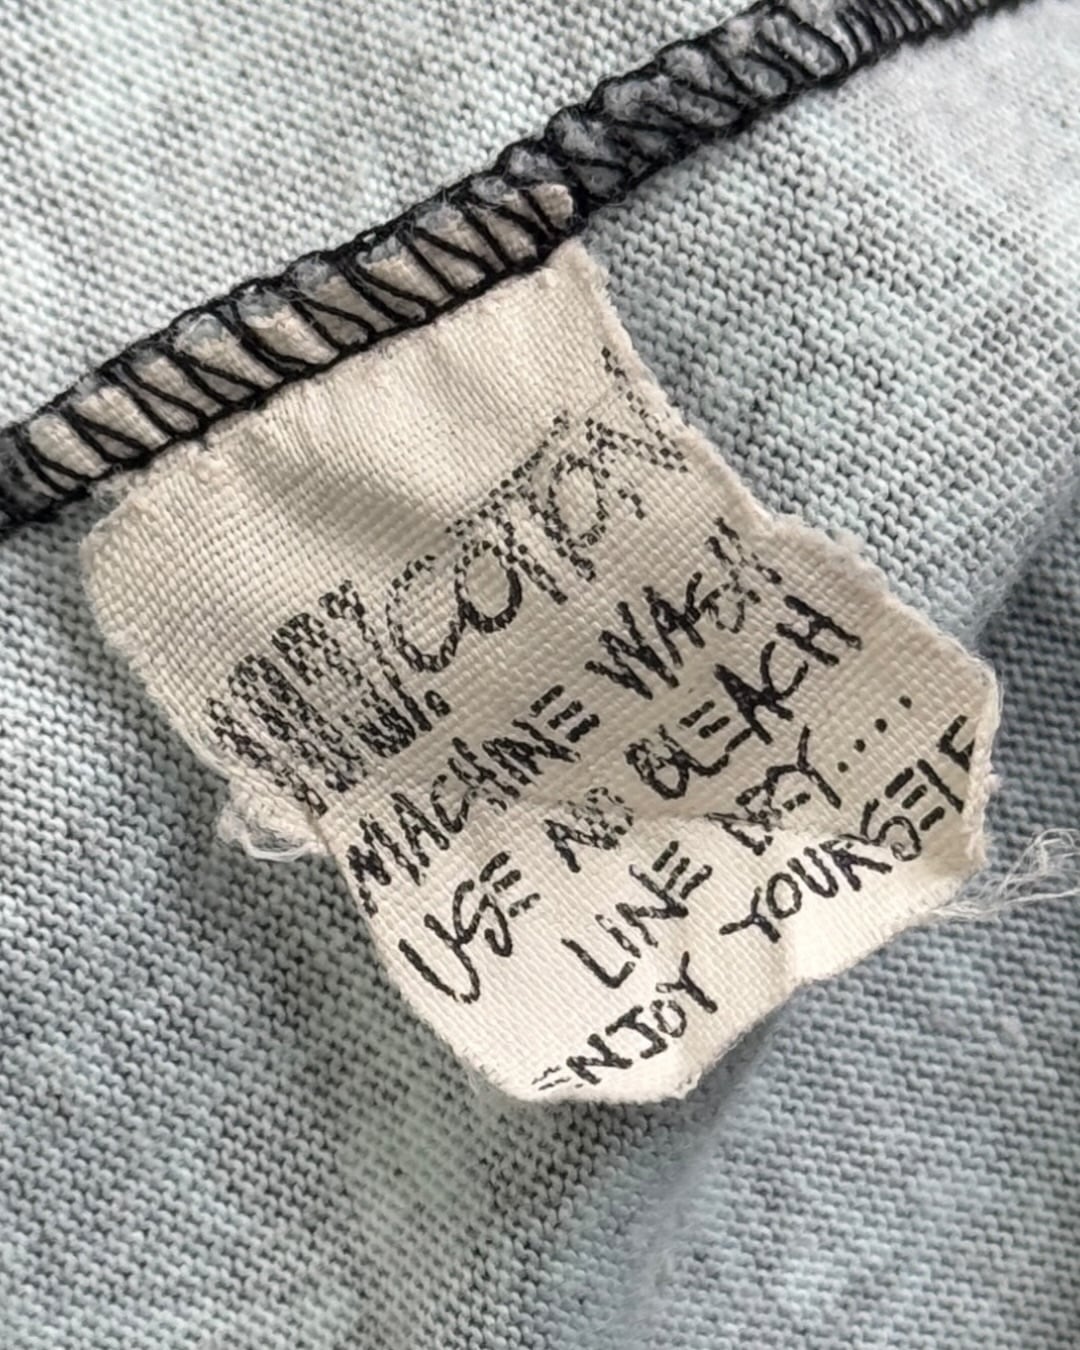 COTTON
MACHINE WASH
USE NO BLEACH
LINE DRY....
ENJOY YOURSELF